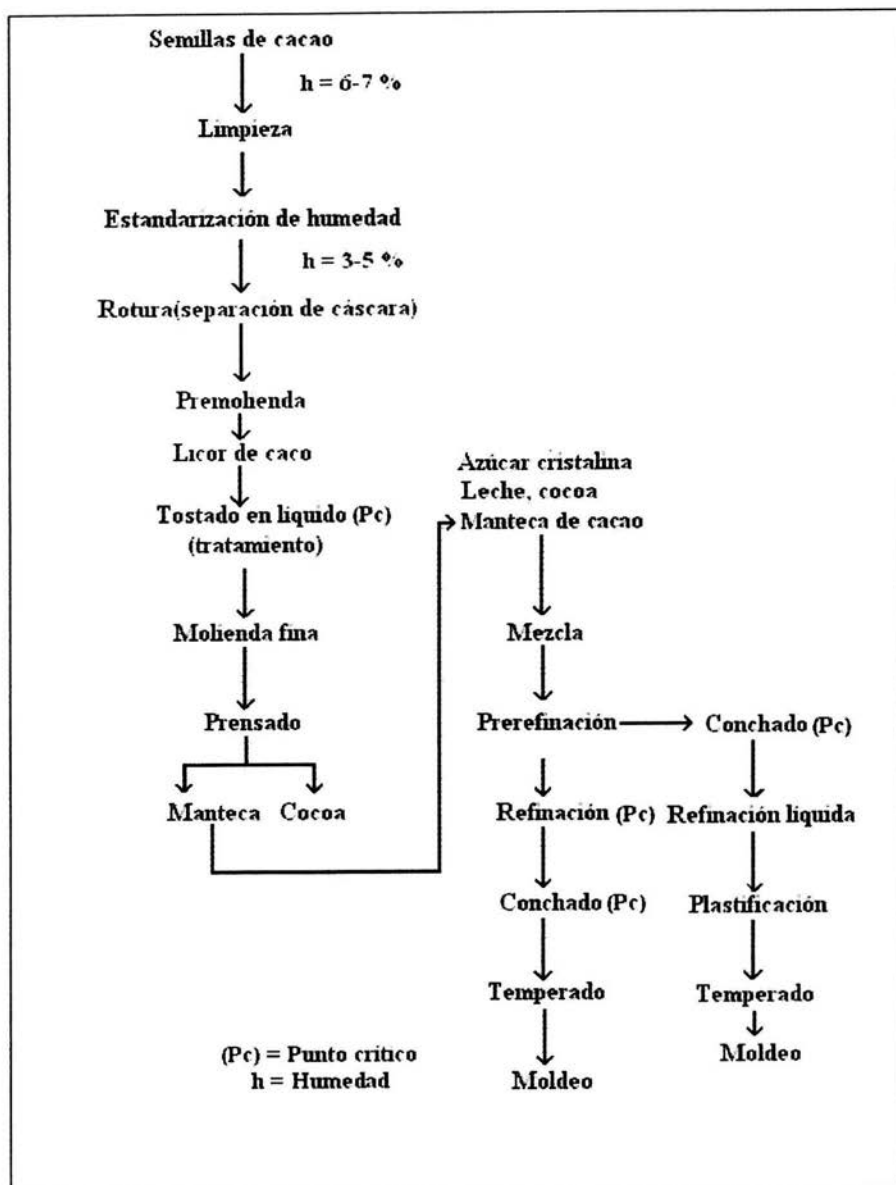 Semillas de cacao
h = 6-7 %
Limpieza
Estandarización de humedad
h = 3-5 %
Rotura(separación de cáscara)
Premohenda
Licor de caco
Tostado en liquido (Pc)
(tratamiento)
Molienda fina
Prensado
Manteca Cocoa
Azúcar cristalina
Leche, cocoa
Manteca de cacao
Mezcla
Prerefinación
Conchado (Pc)
Refinación (Pc)
Refinación líquida
Conchado (Pc)
Plastificación
Temperado
Temperado
Moldeo
Moldeo
(Pc) = Punto crítico
h = Humedad